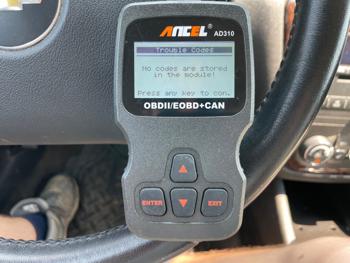 ANCEL
AD310
Trouble Codes
No codes are stored
in the module!
Press any key to con.
OBDII/EOBD+CAN
ENTER
EXIT